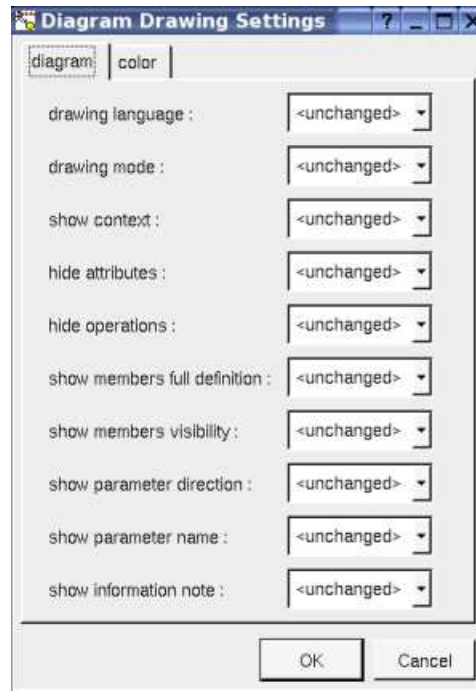 Diagram Drawing Settings ? _ □ X
diagram color
drawing language : <unchanged>
drawing mode : <unchanged>
show context : <unchanged>
hide attributes : <unchanged>
hide operations : <unchanged>
show members full definition : <unchanged>
show members visibility : <unchanged>
show parameter direction : <unchanged>
show parameter name : <unchanged>
show information note : <unchanged>
OK Cancel